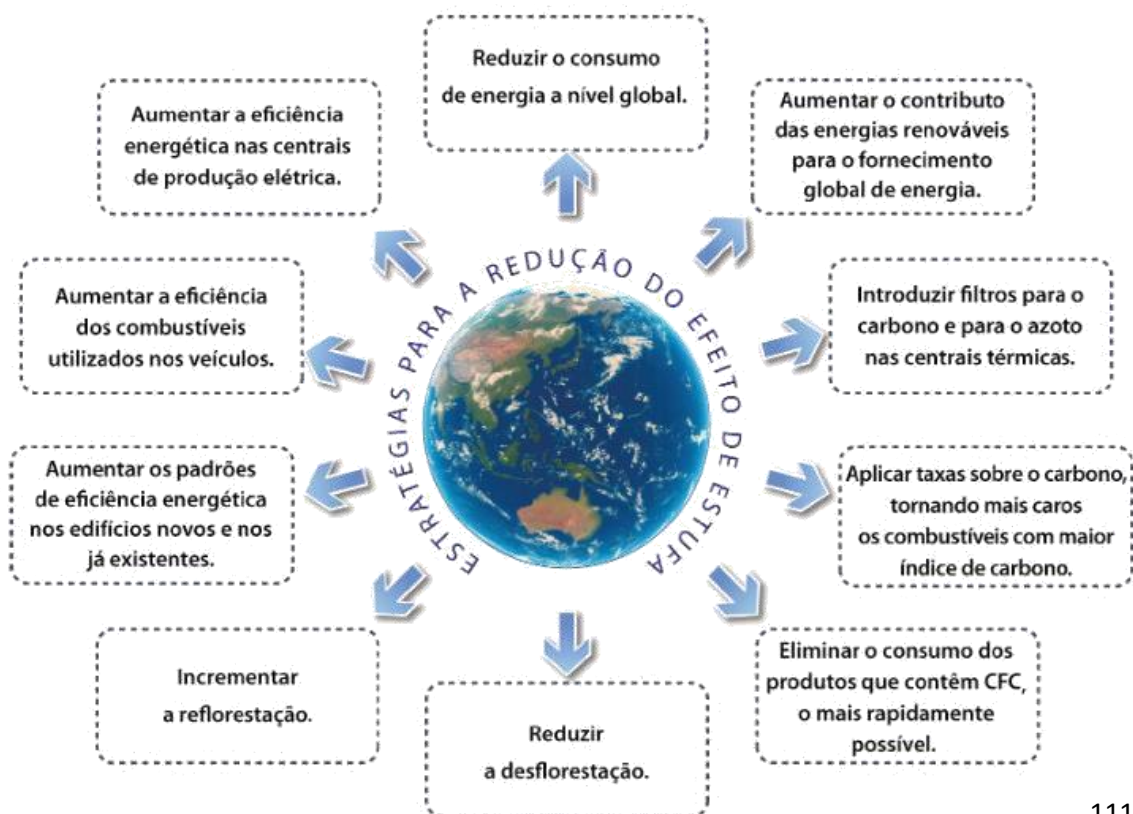 Reduzir o consumo
de energia a nível global.
Aumentar o contributo
das energias renováveis
para o fornecimento
global de energia.
Introduzir filtros para o
carbono e para o azoto
nas centrais térmicas.
Aplicar taxas sobre o carbono,
tornando mais caros
os combustíveis com maior
índice de carbono.
Eliminar o consumo dos
produtos que contêm CFC,
o mais rapidamente
possível.
Reduzir
a desflorestação.
Incrementar
a reflorestação.
Aumentar os padrões
de eficiência energética
nos edifícios novos e nos
já existentes.
Aumentar a eficiência
dos combustíveis
utilizados nos veículos.
Aumentar a eficiência
energética nas centrais
de produção elétrica.
ESTRATÉGIAS PARA A REDUÇÃO DO EFEITO DE ESTUFA
111